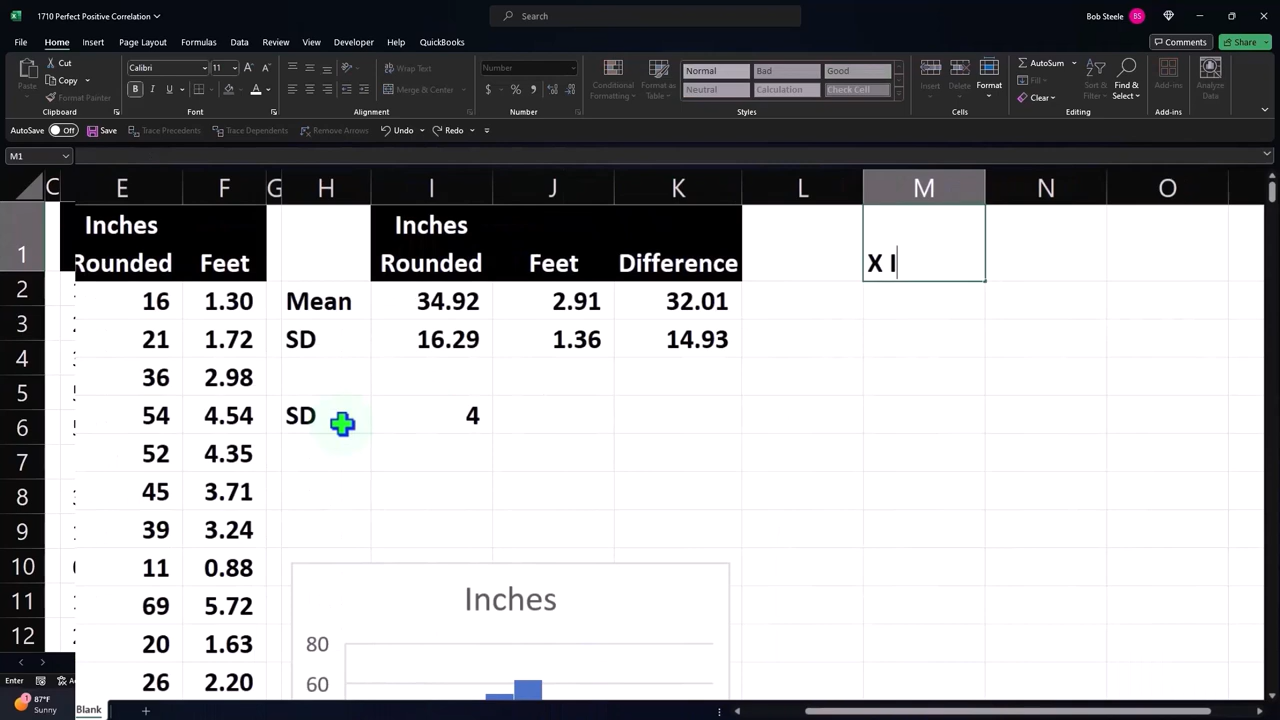 1710 Perfect Positive Correlation
Search
Bob Steele
BS
File Home Insert Page Layout Formulas Data Review View Developer Help QuickBooks
Comments
Share
Paste
Cut
Copy
Format Painter
Clipboard
Calibri
11
B I U
Font
Wrap Text
Merge & Center
Alignment
Number
$ %
Number
Conditional Formatting
Format as Table
Normal Bad Good
Neutral Calculation Check Cell
Styles
Insert Delete Format
Cells
AutoSum
Fill
Clear
Sort & Filter
Find & Select
Editing
Add-ins
Add-ins
Analyze Data
AutoSave Off Save Trace Precedents Trace Dependents Remove Arrows Undo Redo
M1
C E F G H I J K L M N O
Inches Rounded Feet Inches Rounded Feet Difference X I
1
2 16 1.30 Mean 34.92 2.91 32.01
3 21 1.72 SD 16.29 1.36 14.93
4 36 2.98
5 54 4.54 SD 4
6 52 4.35
7 45 3.71
8 39 3.24
9 11 0.88
10 69 5.72
11 20 1.63
12 26 2.20
Inches
80
60
Enter
Blank
87°F
Sunny